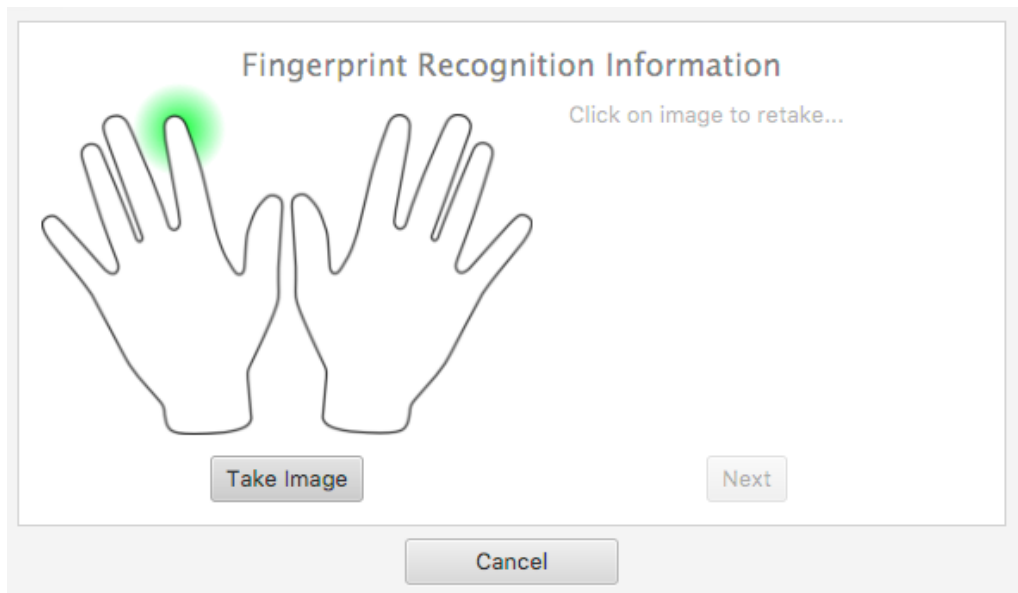 Fingerprint Recognition Information
Click on image to retake...
Take Image
Next
Cancel